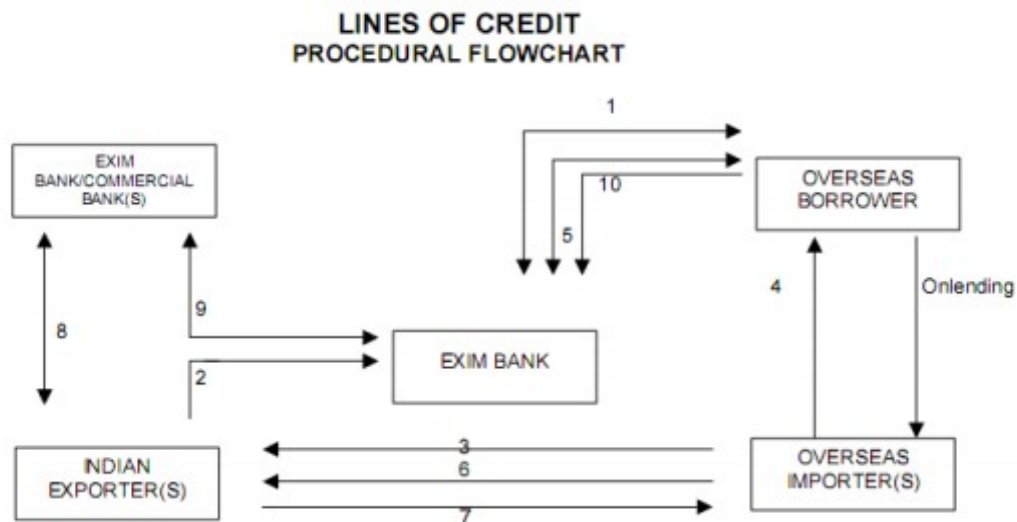 LINES OF CREDIT
PROCEDURAL FLOWCHART
1
EXIM
BANK/COMMERCIAL
BANK(S)
10
OVERSEAS
BORROWER
5
4
Onlending
9
8
2
EXIM BANK
3
6
7
INDIAN
EXPORTER(S)
OVERSEAS
IMPORTER(S)